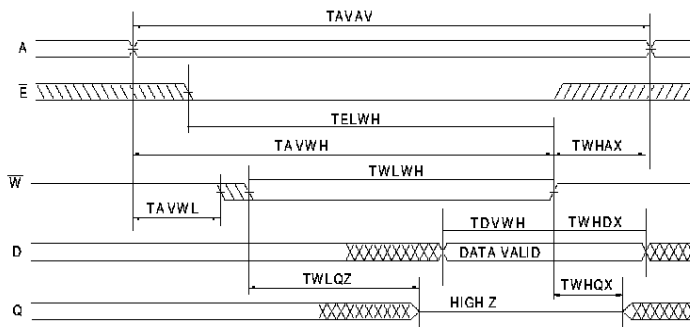 TAVAV
A
E
TELWH
TAVWH TWHAX
W TWLWH
TAVWL
TDVWH TWHDX
D DATA VALID
TWLQZ TWHQX
Q HIGH Z